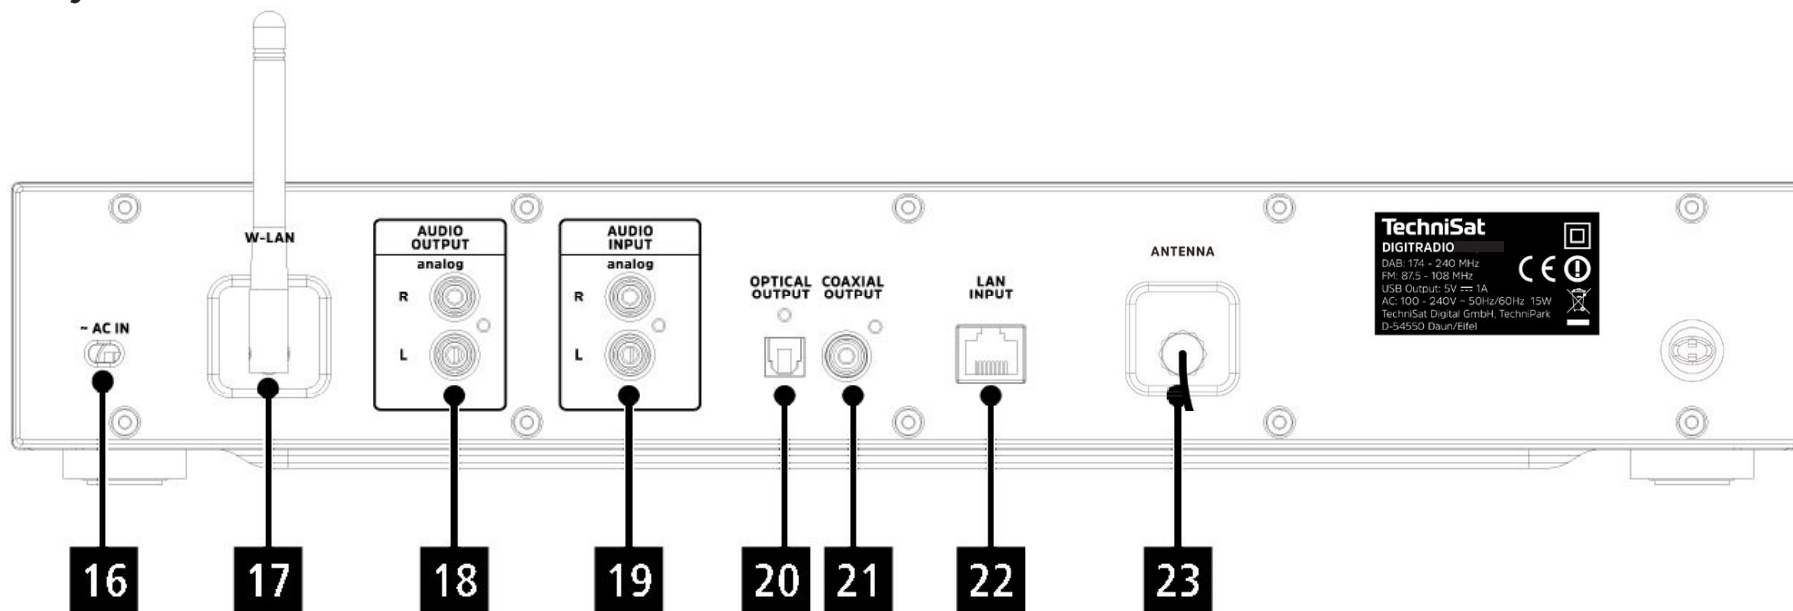 W-LAN
~ AC IN
AUDIO
OUTPUT
analog
R
L
AUDIO
INPUT
analog
R
L
OPTICAL
OUTPUT
COAXIAL
OUTPUT
LAN
INPUT
ANTENNA
TechniSat
DIGITRADIO
DAB: 174 - 240 MHz
FM: 87.5 - 108 MHz
USB Output: 5V ⎓ 1A
AC: 100 - 240V ~ 50Hz/60Hz 15W
TechniSat Digital GmbH, TechniPark
D-54550 Daun/Eifel
CE
16
17
18
19
20
21
22
23